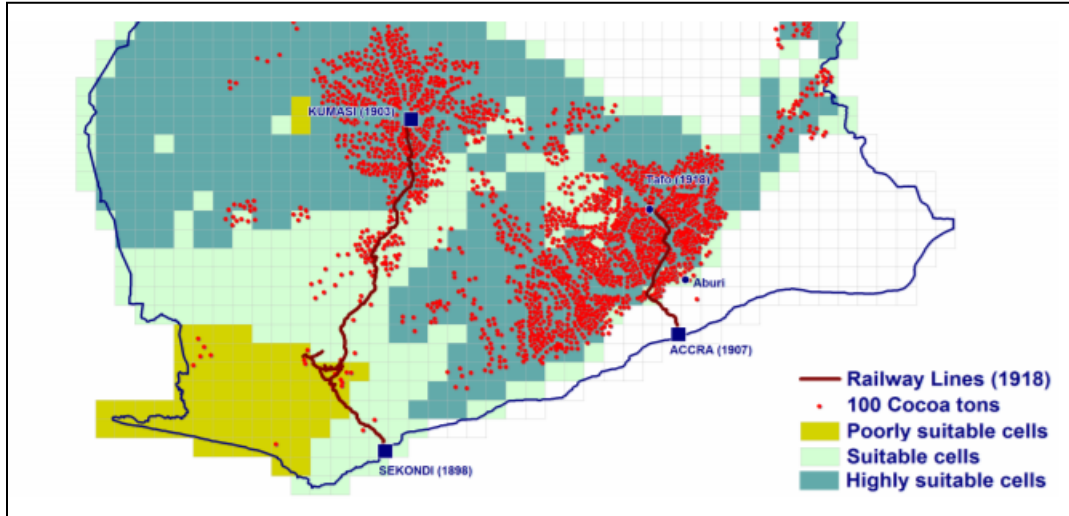 KUMASI (1903)
Tafo (1918)
Aburi
ACCRA (1907)
SEKONDI (1898)
Railway Lines (1918)
100 Cocoa tons
Poorly suitable cells
Suitable cells
Highly suitable cells